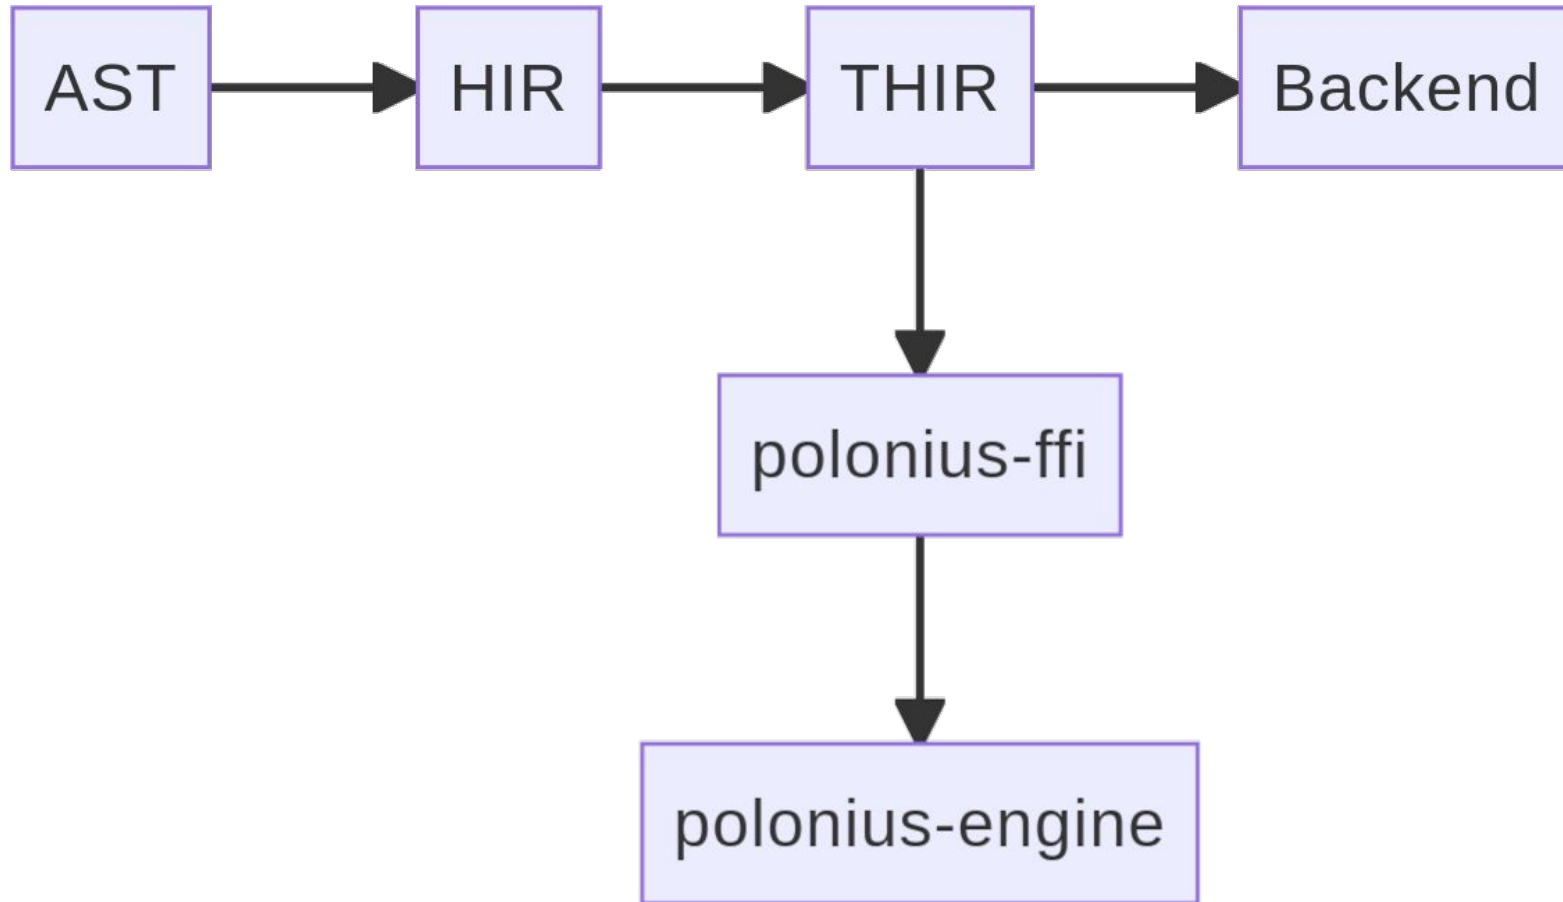 AST
HIR
THIR
Backend
polonius-ffi
polonius-engine